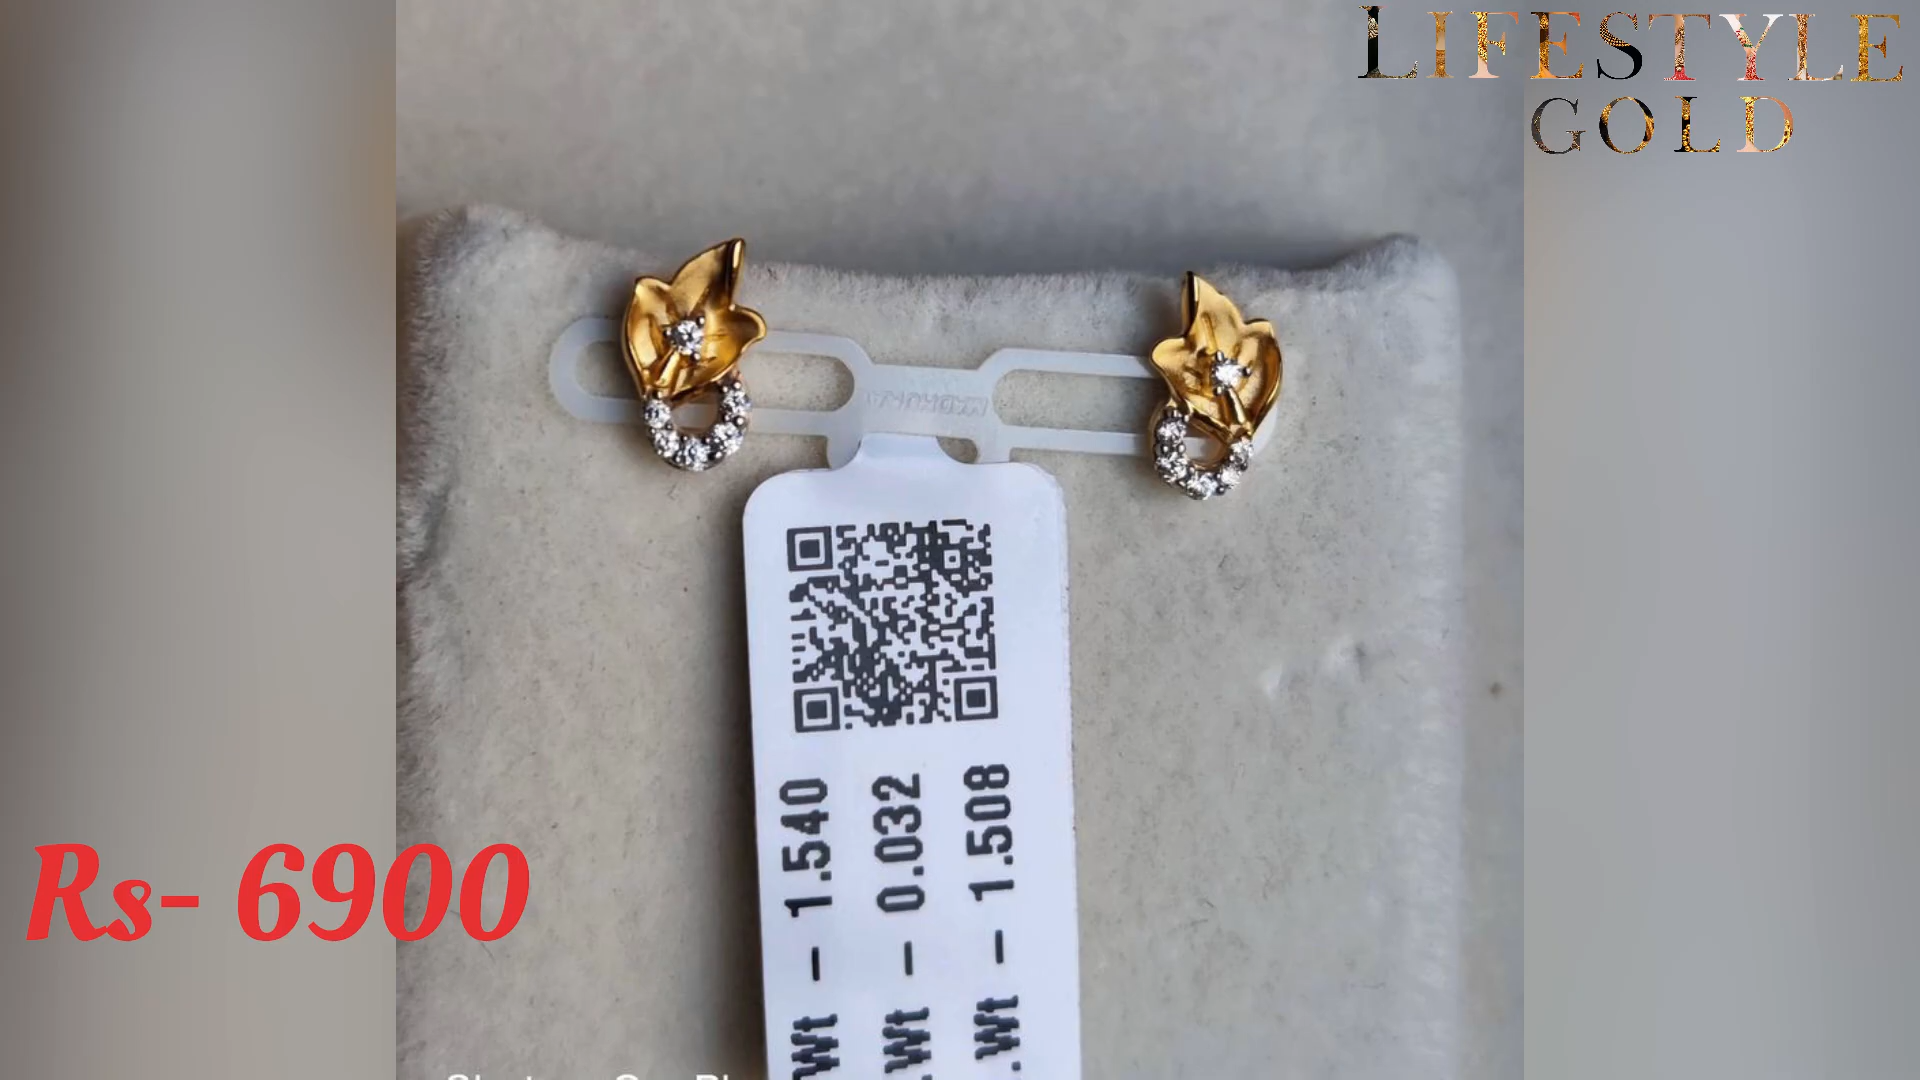 LIFESTYLE
GOLD
Wt - 1.540
.Wt - 0.032
.Wt - 1.508
Rs- 6900